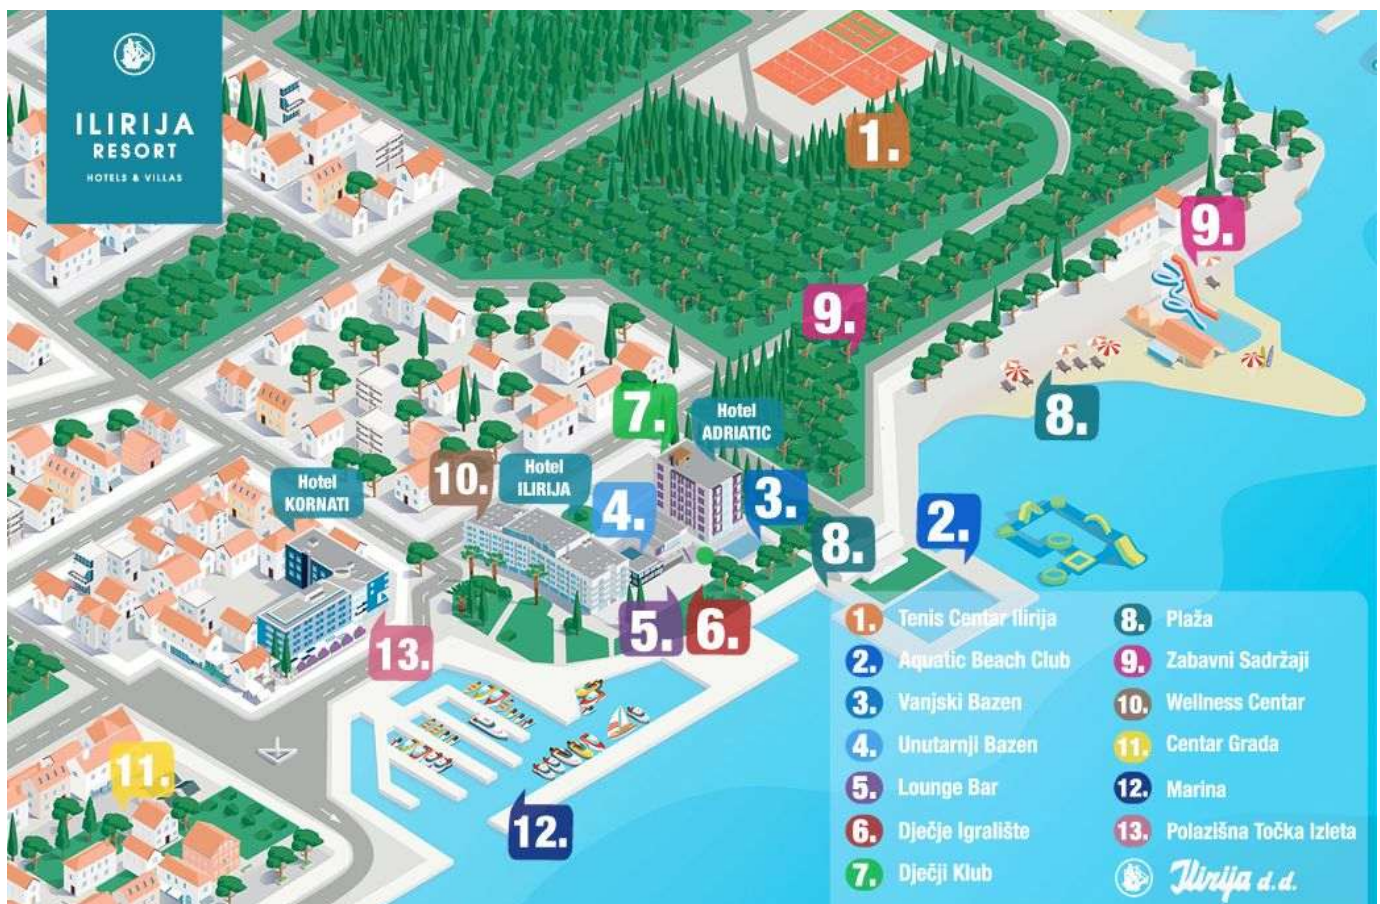 ILIRIJA
RESORT
HOTELS & VILLAS
1.
9.
9.
8.
7.
Hotel
ADRIATIC
10.
Hotel
ILIRIJA
Hotel
KORNATI
4.
3.
8.
2.
5.
6.
13.
11.
12.
1. Tenis Centar Ilirija
2. Aquatic Beach Club
3. Vanjski Bazen
4. Unutarnji Bazen
5. Lounge Bar
6. Dječje Igralište
7. Dječji Klub
8. Plaža
9. Zabavni Sadržaji
10. Wellness Centar
11. Centar Grada
12. Marina
13. Polazišna Točka Izleta
Ilirija d.d.